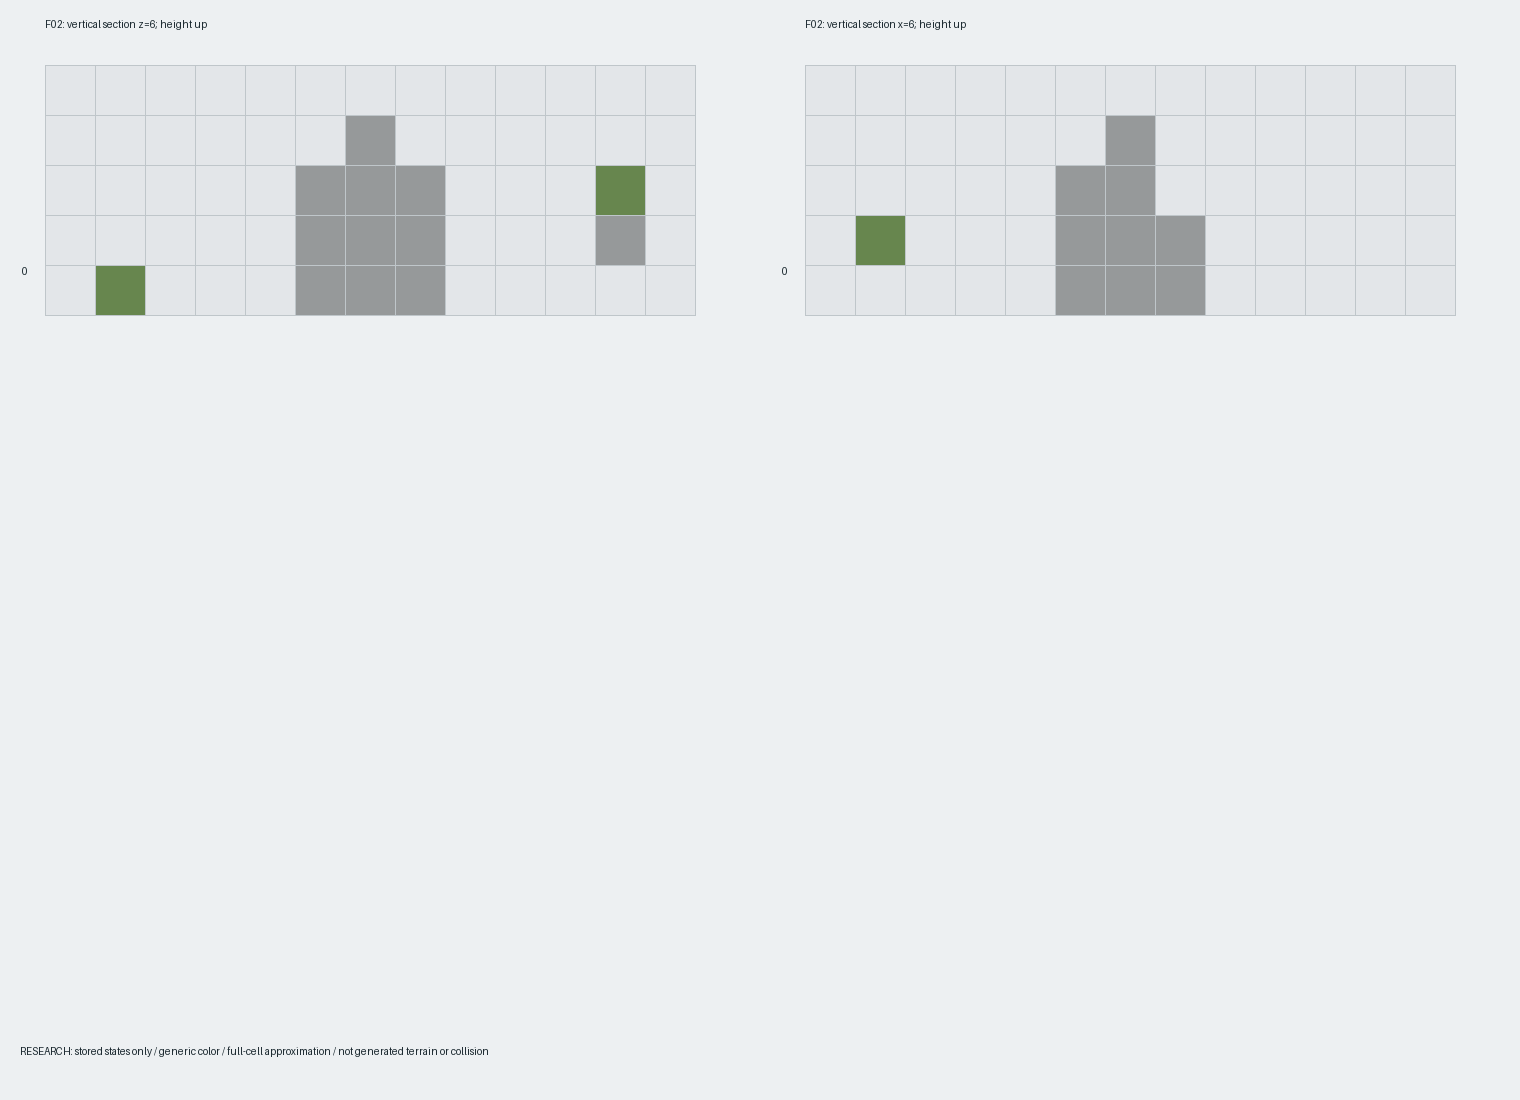 F02: vertical section z=6; height up
F02: vertical section x=6; height up
0
0
RESEARCH: stored states only / generic color / full-cell approximation / not generated terrain or collision